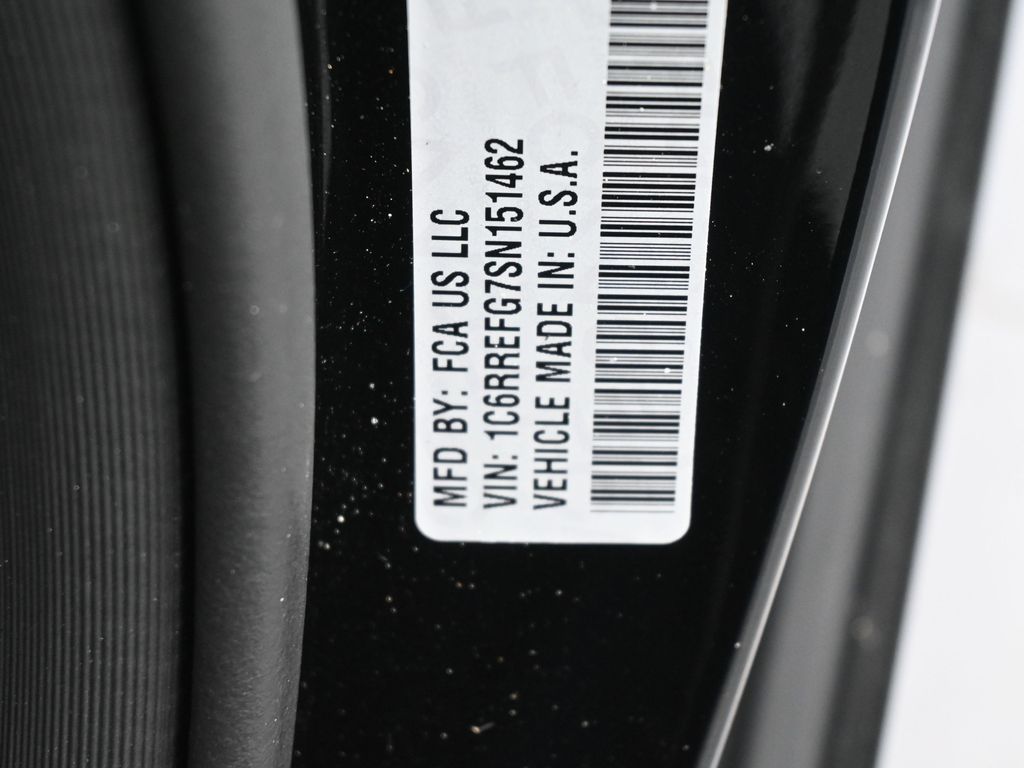 MFD BY: FCA US LLC
VIN: 1C6RREFG7SN151462
VEHICLE MADE IN: U.S.A.